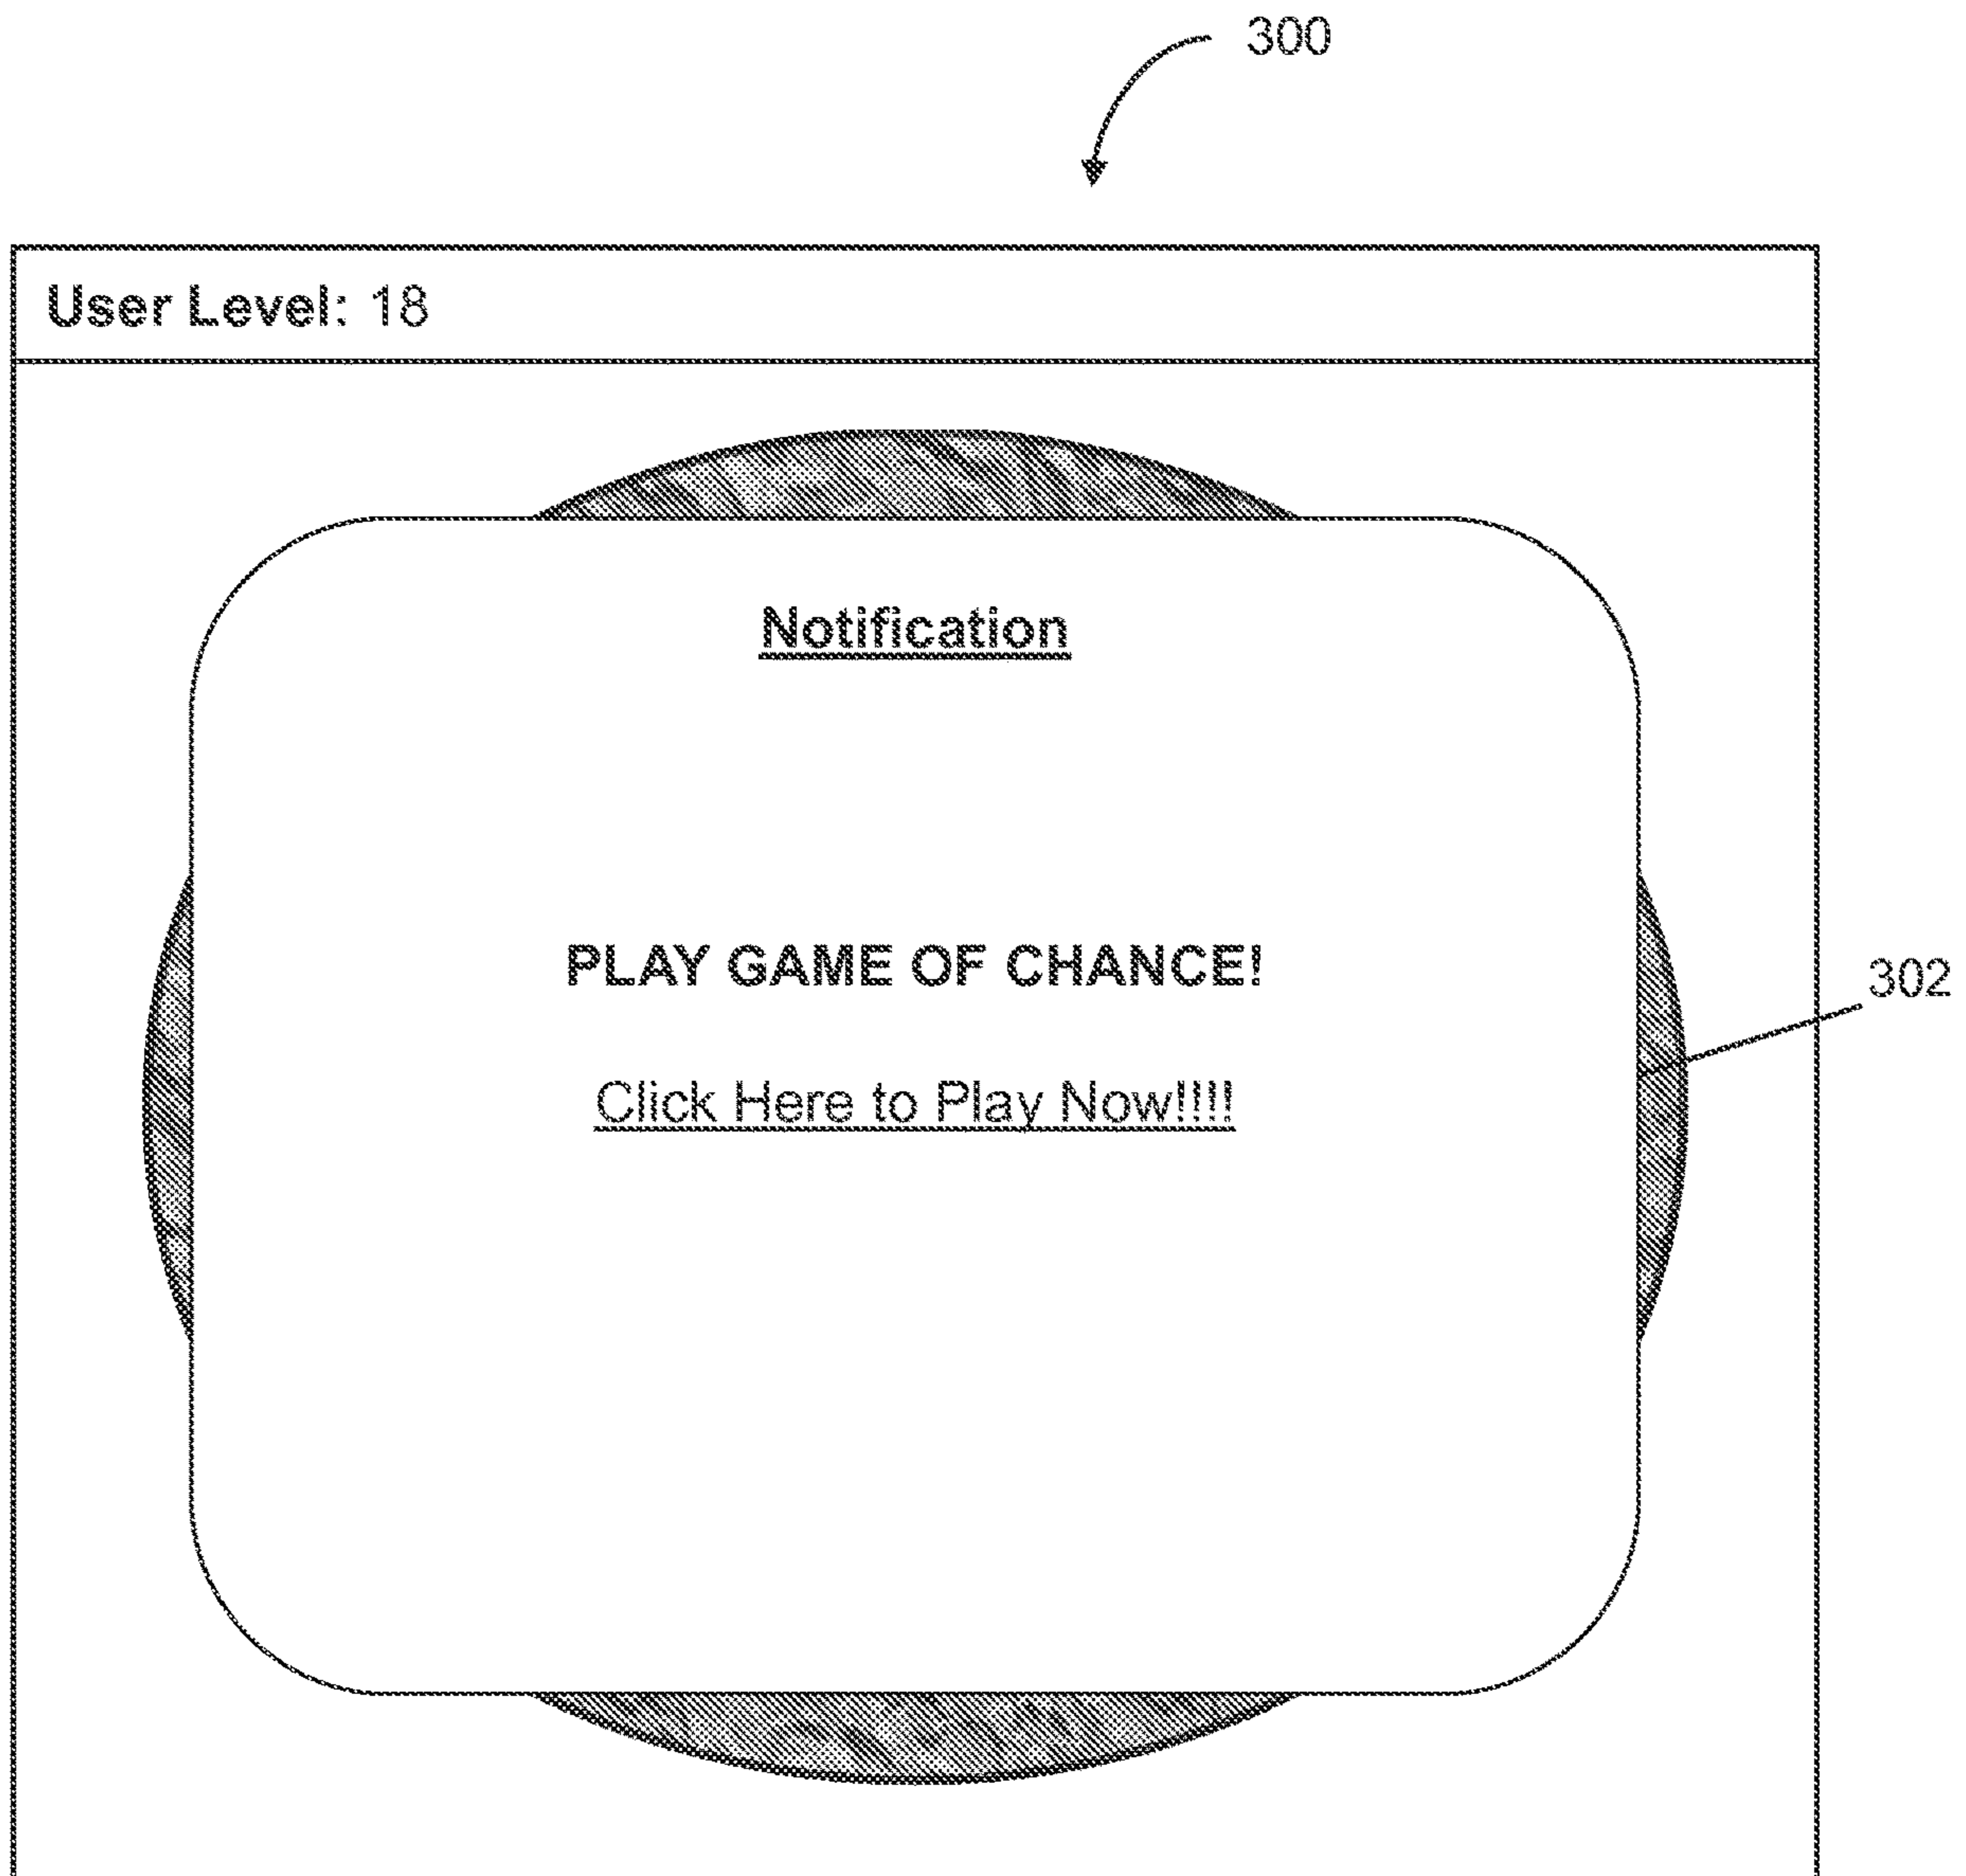 300
User Level: 18
Notification
PLAY GAME OF CHANCE!
302
Click Here to Play Now!!!!